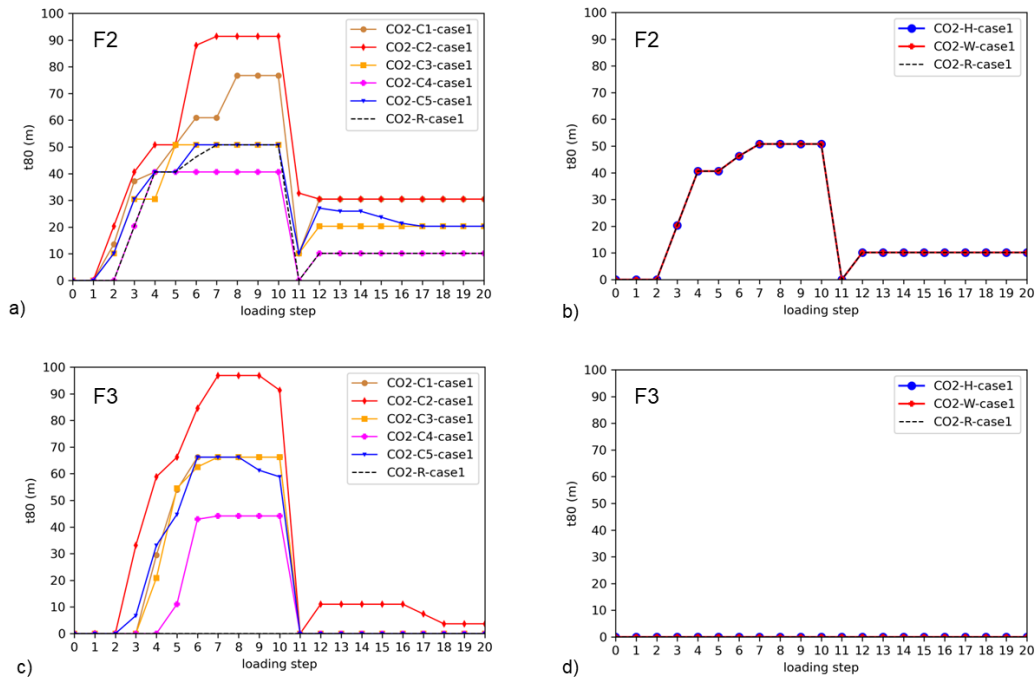 F2
100
90
80
70
60
50
40
30
20
10
0
t80 (m)
CO2-C1-case1
CO2-C2-case1
CO2-C3-case1
CO2-C4-case1
CO2-C5-case1
CO2-R-case1
0 1 2 3 4 5 6 7 8 9 10 11 12 13 14 15 16 17 18 19 20
loading step
a)
F2
100
90
80
70
60
50
40
30
20
10
0
t80 (m)
CO2-H-case1
CO2-W-case1
CO2-R-case1
0 1 2 3 4 5 6 7 8 9 10 11 12 13 14 15 16 17 18 19 20
loading step
b)
F3
100
90
80
70
60
50
40
30
20
10
0
t80 (m)
CO2-C1-case1
CO2-C2-case1
CO2-C3-case1
CO2-C4-case1
CO2-C5-case1
CO2-R-case1
0 1 2 3 4 5 6 7 8 9 10 11 12 13 14 15 16 17 18 19 20
loading step
c)
F3
100
90
80
70
60
50
40
30
20
10
0
t80 (m)
CO2-H-case1
CO2-W-case1
CO2-R-case1
0 1 2 3 4 5 6 7 8 9 10 11 12 13 14 15 16 17 18 19 20
loading step
d)